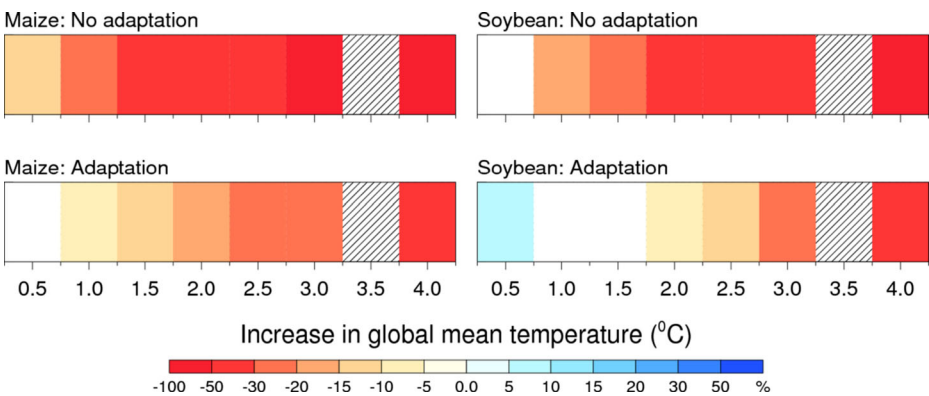 Maize: No adaptation
Soybean: No adaptation
Maize: Adaptation
Soybean: Adaptation
0.5 1.0 1.5 2.0 2.5 3.0 3.5 4.0
0.5 1.0 1.5 2.0 2.5 3.0 3.5 4.0
Increase in global mean temperature (⁰C)
-100 -50 -30 -20 -15 -10 -5 0.0 5 10 15 20 30 50 %